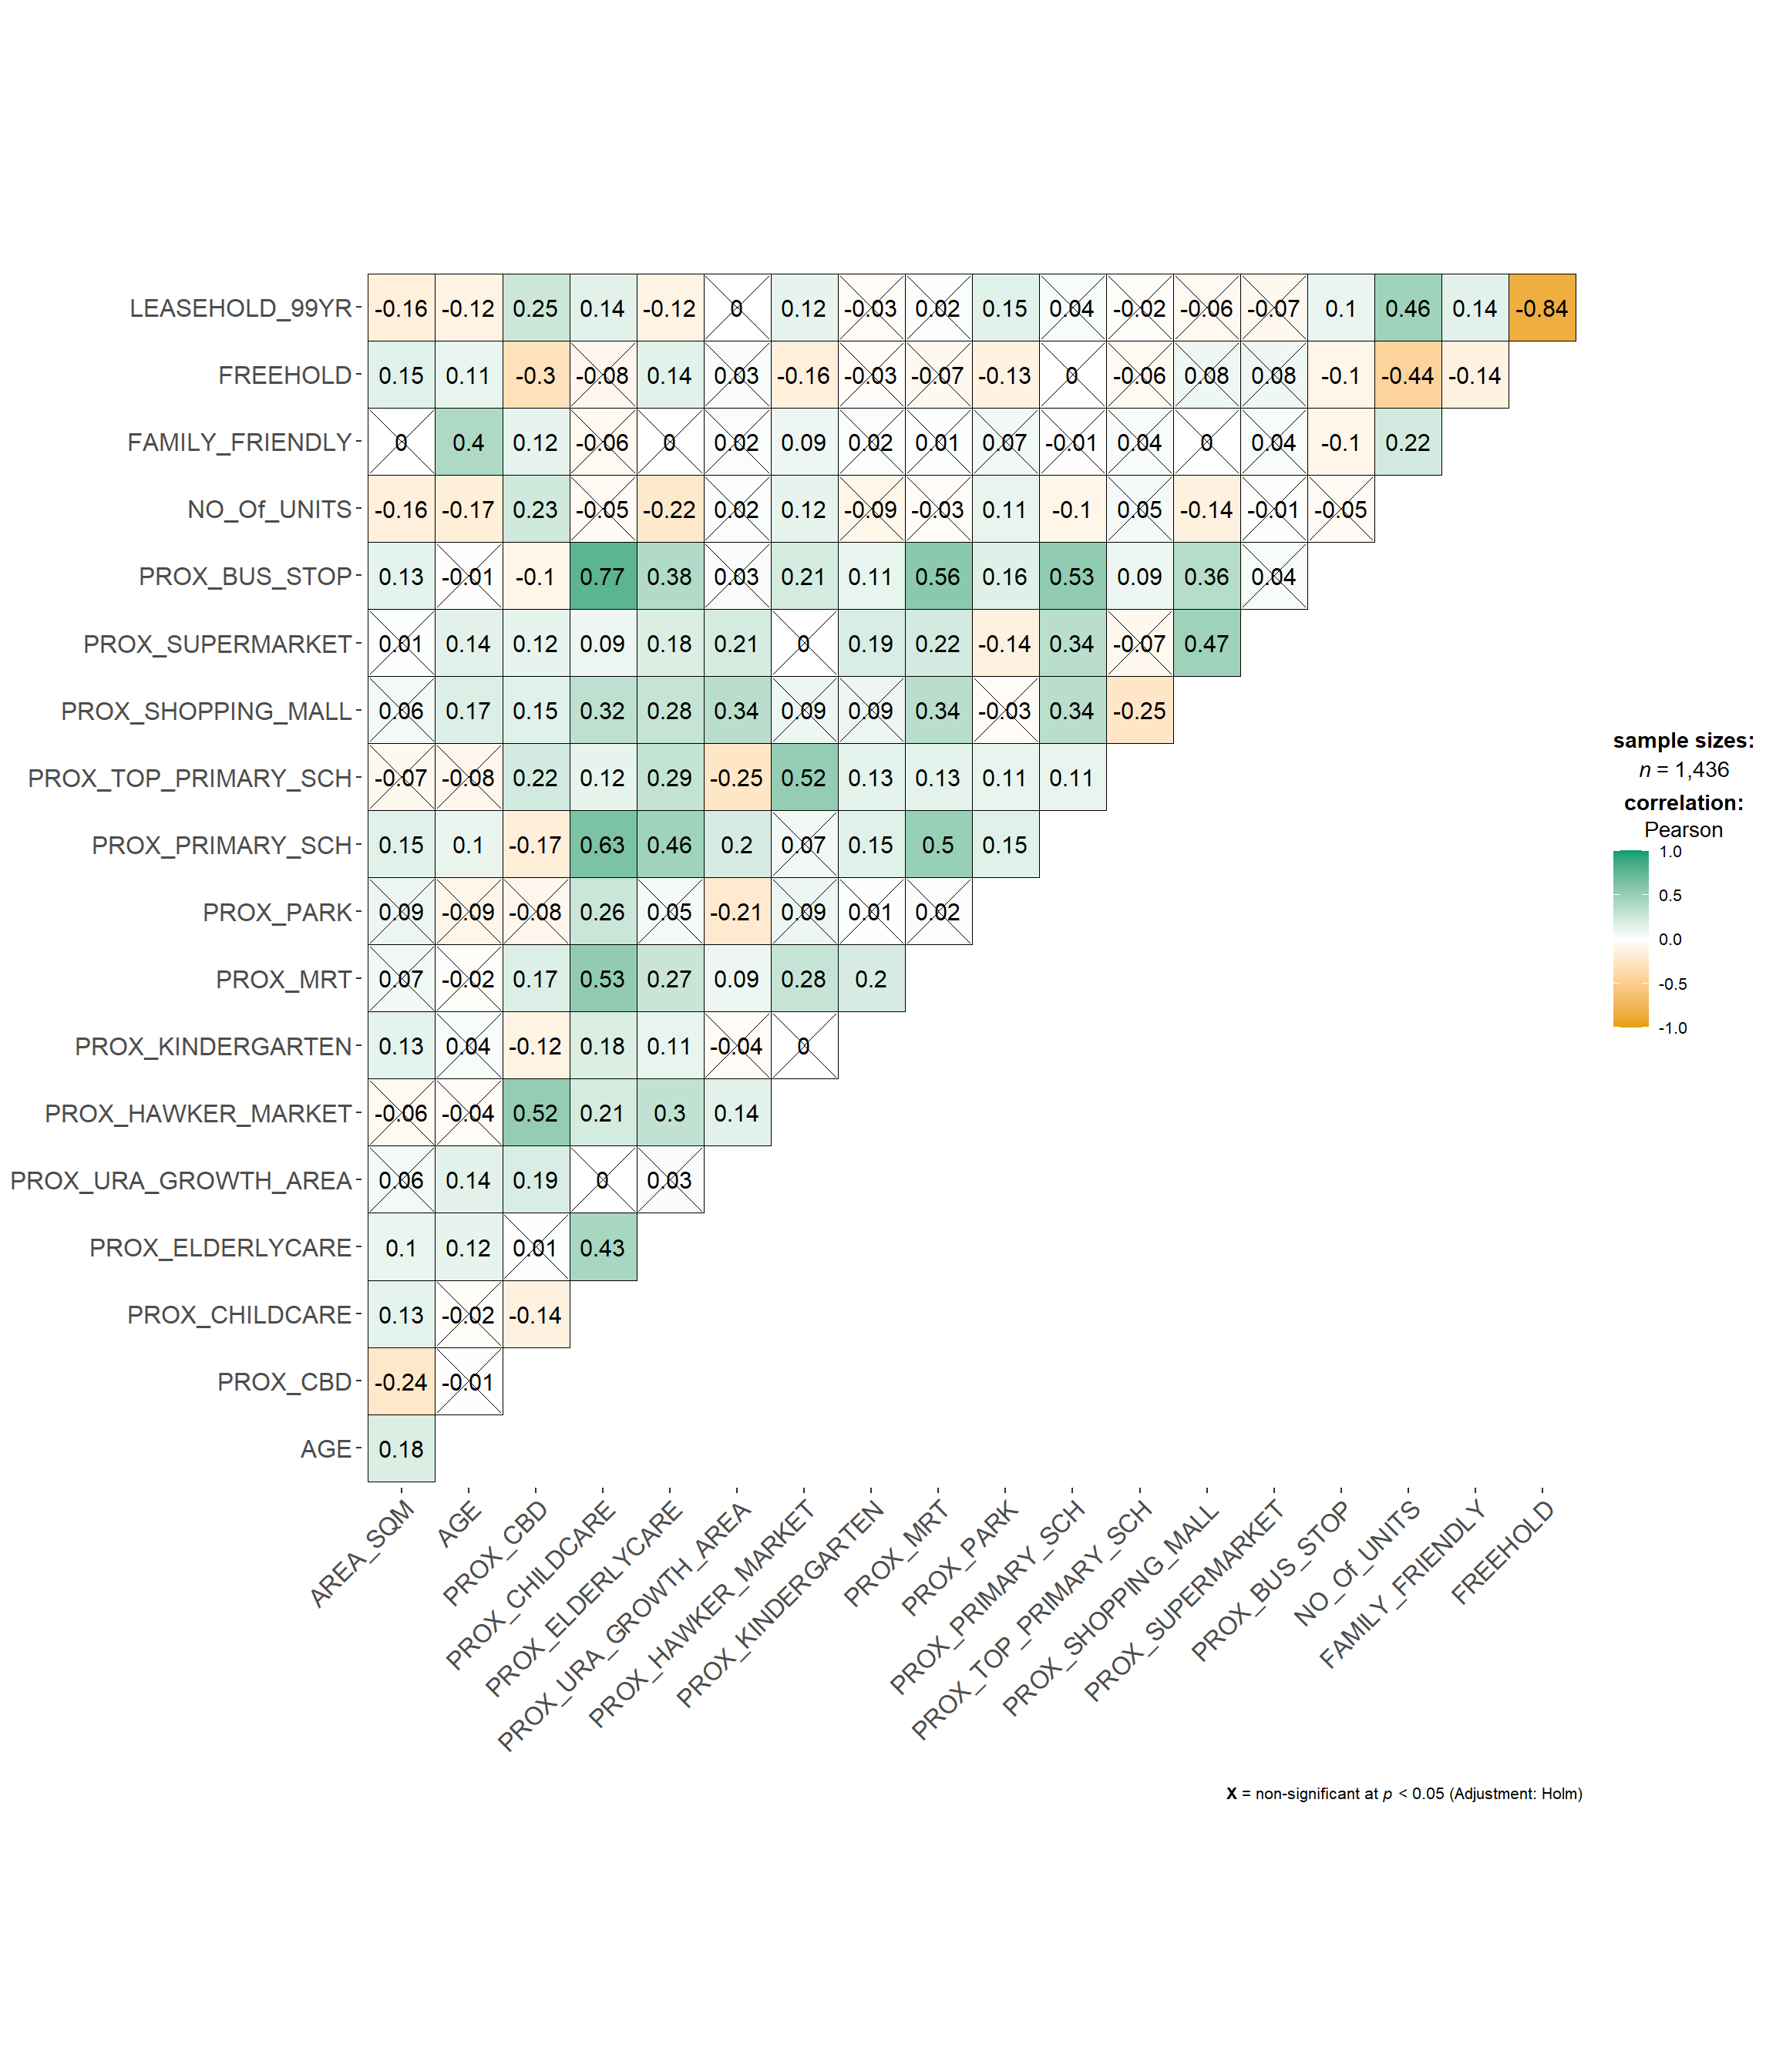 LEASEHOLD_99YR -0.16 -0.12 0.25 0.14 -0.12 0 0.12 -0.03 0.02 0.15 0.04 -0.02 -0.06 -0.07 0.1 0.46 0.14 -0.84
FREEHOLD 0.15 0.11 -0.3 -0.08 0.14 0.03 -0.16 -0.03 -0.07 -0.13 0 -0.06 0.08 0.08 -0.1 -0.44 -0.14
FAMILY_FRIENDLY 0 0.4 0.12 -0.06 0 0.02 0.09 0.02 0.01 0.07 -0.01 0.04 0 0.04 -0.1 0.22
NO_Of_UNITS -0.16 -0.17 0.23 -0.05 -0.22 0.02 0.12 -0.09 -0.03 0.11 -0.1 0.05 -0.14 -0.01 -0.05
PROX_BUS_STOP 0.13 -0.01 -0.1 0.77 0.38 0.03 0.21 0.11 0.56 0.16 0.53 0.09 0.36 0.04
PROX_SUPERMARKET 0.01 0.14 0.12 0.09 0.18 0.21 0 0.19 0.22 -0.14 0.34 -0.07 0.47
PROX_SHOPPING_MALL 0.06 0.17 0.15 0.32 0.28 0.34 0.09 0.09 0.34 -0.03 0.34 -0.25
PROX_TOP_PRIMARY_SCH -0.07 -0.08 0.22 0.12 0.29 -0.25 0.52 0.13 0.13 0.11 0.11
PROX_PRIMARY_SCH 0.15 0.1 -0.17 0.63 0.46 0.2 0.07 0.15 0.5 0.15
PROX_PARK 0.09 -0.09 -0.08 0.26 0.05 -0.21 0.09 0.01 0.02
PROX_MRT 0.07 -0.02 0.17 0.53 0.27 0.09 0.28 0.2
PROX_KINDERGARTEN 0.13 0.04 -0.12 0.18 0.11 -0.04 0
PROX_HAWKER_MARKET -0.06 -0.04 0.52 0.21 0.3 0.14
PROX_URA_GROWTH_AREA 0.06 0.14 0.19 0 0.03
PROX_ELDERLYCARE 0.1 0.12 0.01 0.43
PROX_CHILDCARE 0.13 -0.02 -0.14
PROX_CBD -0.24 -0.01
AGE 0.18
AREA_SQM
AGE
PROX_CBD
PROX_CHILDCARE
PROX_ELDERLYCARE
PROX_URA_GROWTH_AREA
PROX_HAWKER_MARKET
PROX_KINDERGARTEN
PROX_MRT
PROX_PARK
PROX_PRIMARY_SCH
PROX_TOP_PRIMARY_SCH
PROX_SHOPPING_MALL
PROX_SUPERMARKET
PROX_BUS_STOP
NO_Of_UNITS
FAMILY_FRIENDLY
FREEHOLD
sample sizes:
n = 1,436
correlation:
Pearson
1.0
0.5
0.0
-0.5
-1.0
X = non-significant at p < 0.05 (Adjustment: Holm)